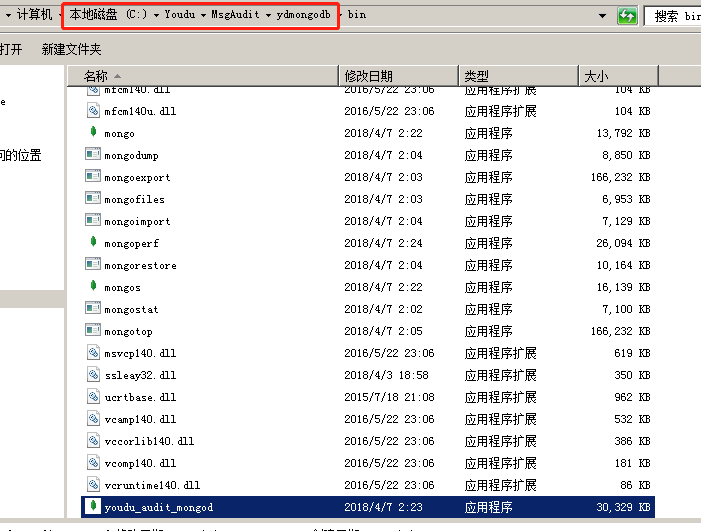 计算机 本地磁盘 (C:) Youdu MsgAudit ydmongodb bin 搜索 bin
打开 新建文件夹
名称 修改日期 类型 大小
mfcm140.dll 2016/5/22 23:06 应用程序扩展 104 KB
mfcm140u.dll 2016/5/22 23:06 应用程序扩展 104 KB
mongo 2018/4/7 2:22 应用程序 13,792 KB
的位置 mongodump 2018/4/7 2:04 应用程序 8,850 KB
mongoexport 2018/4/7 2:03 应用程序 166,232 KB
mongofiles 2018/4/7 2:03 应用程序 6,953 KB
mongoimport 2018/4/7 2:04 应用程序 7,129 KB
mongoperf 2018/4/7 2:24 应用程序 26,094 KB
mongorestore 2018/4/7 2:04 应用程序 10,164 KB
mongos 2018/4/7 2:22 应用程序 16,139 KB
mongostat 2018/4/7 2:02 应用程序 7,100 KB
mongotop 2018/4/7 2:05 应用程序 166,232 KB
msvcp140.dll 2016/5/22 23:06 应用程序扩展 619 KB
ssleay32.dll 2018/4/3 18:58 应用程序扩展 350 KB
ucrtbase.dll 2015/7/18 21:08 应用程序扩展 962 KB
vcamp140.dll 2016/5/22 23:06 应用程序扩展 532 KB
vccorlib140.dll 2016/5/22 23:06 应用程序扩展 386 KB
vcomp140.dll 2016/5/22 23:06 应用程序扩展 181 KB
vcruntime140.dll 2016/5/22 23:06 应用程序扩展 86 KB
youdu_audit_mongod 2018/4/7 2:23 应用程序 30,329 KB